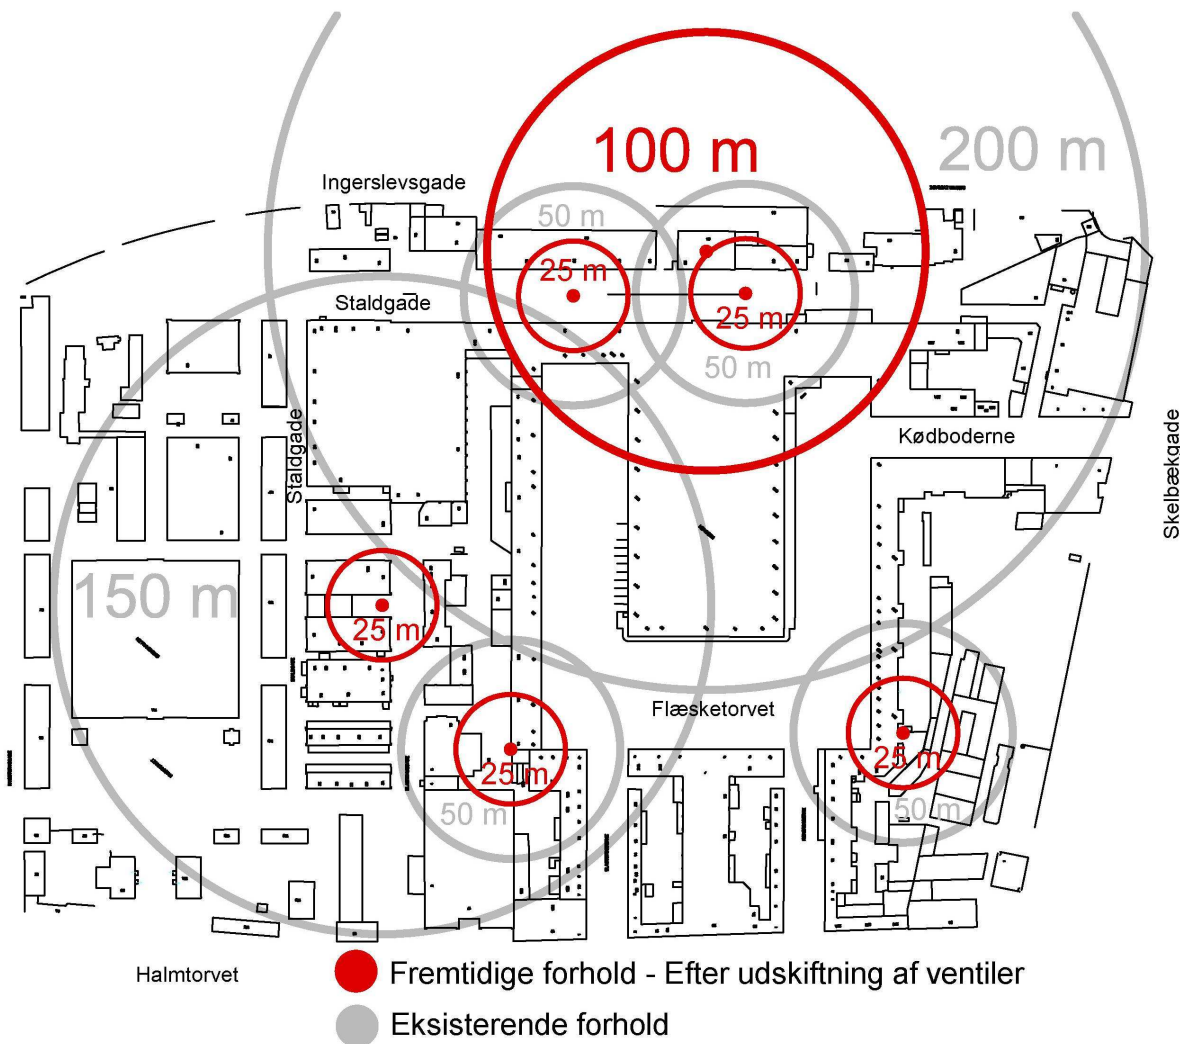 100 m
200 m
Ingerslevsgade
50 m
25 m
Staldgade
25 m
50 m
Staldgade
Kødboderne
Skelbækgade
150 m
25 m
Flæsketorvet
25 m
25 m
50 m
50 m
Halmtorvet
Fremtidige forhold - Efter udskiftning af ventiler
Eksisterende forhold